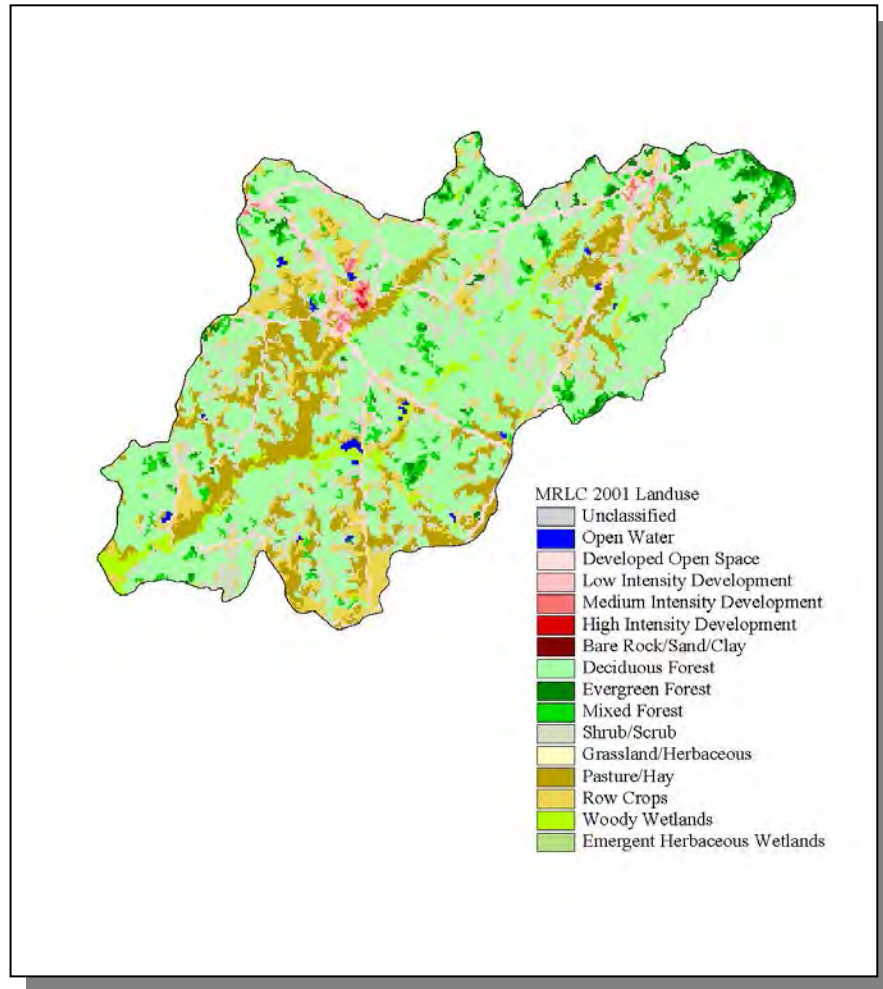 MRLC 2001 Landuse
Unclassified
Open Water
Developed Open Space
Low Intensity Development
Medium Intensity Development
High Intensity Development
Bare Rock/Sand/Clay
Deciduous Forest
Evergreen Forest
Mixed Forest
Shrub/Scrub
Grassland/Herbaceous
Pasture/Hay
Row Crops
Woody Wetlands
Emergent Herbaceous Wetlands